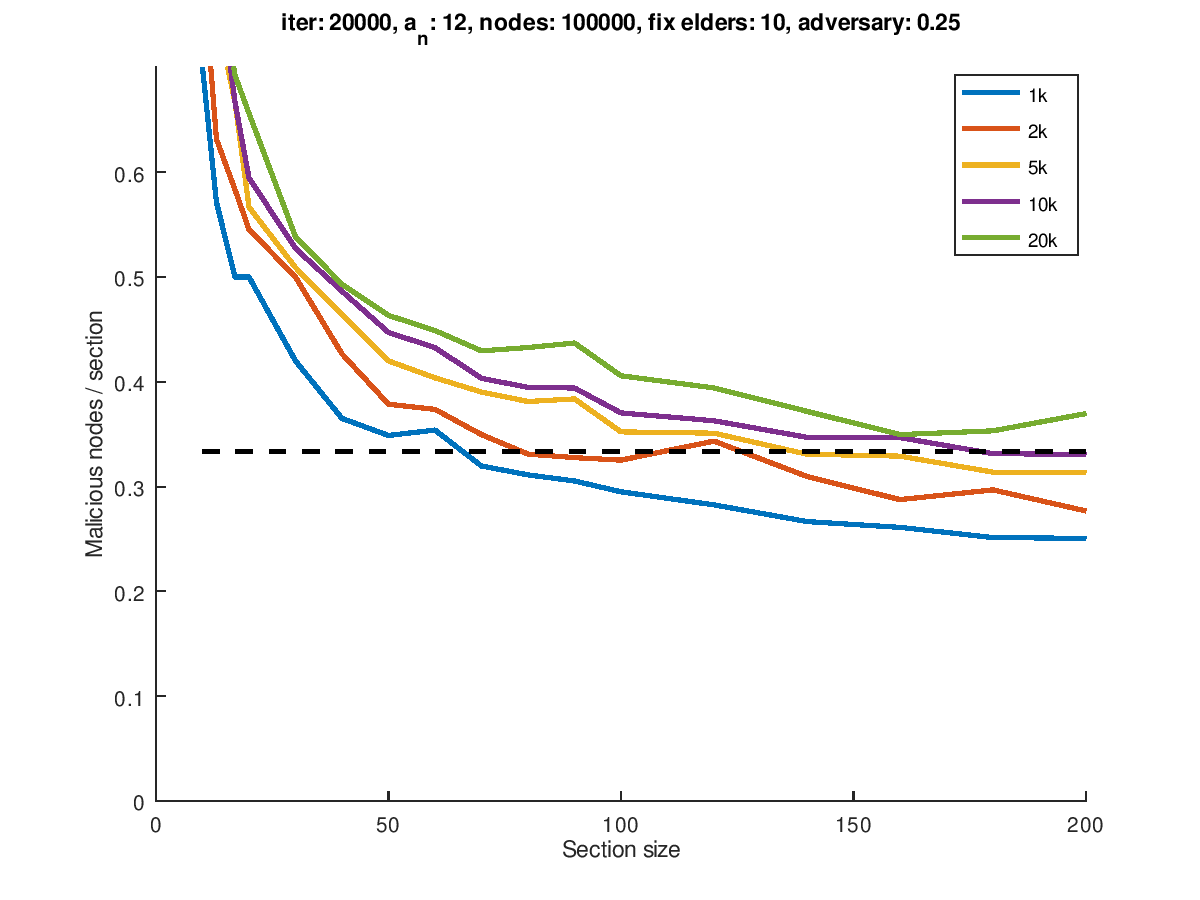 iter: 20000, a_n: 12, nodes: 100000, fix elders: 10, adversary: 0.25
1k
2k
5k
10k
20k
0.6
0.5
0.4
0.3
0.2
0.1
0
Malicious nodes / section
0
50
100
150
200
Section size